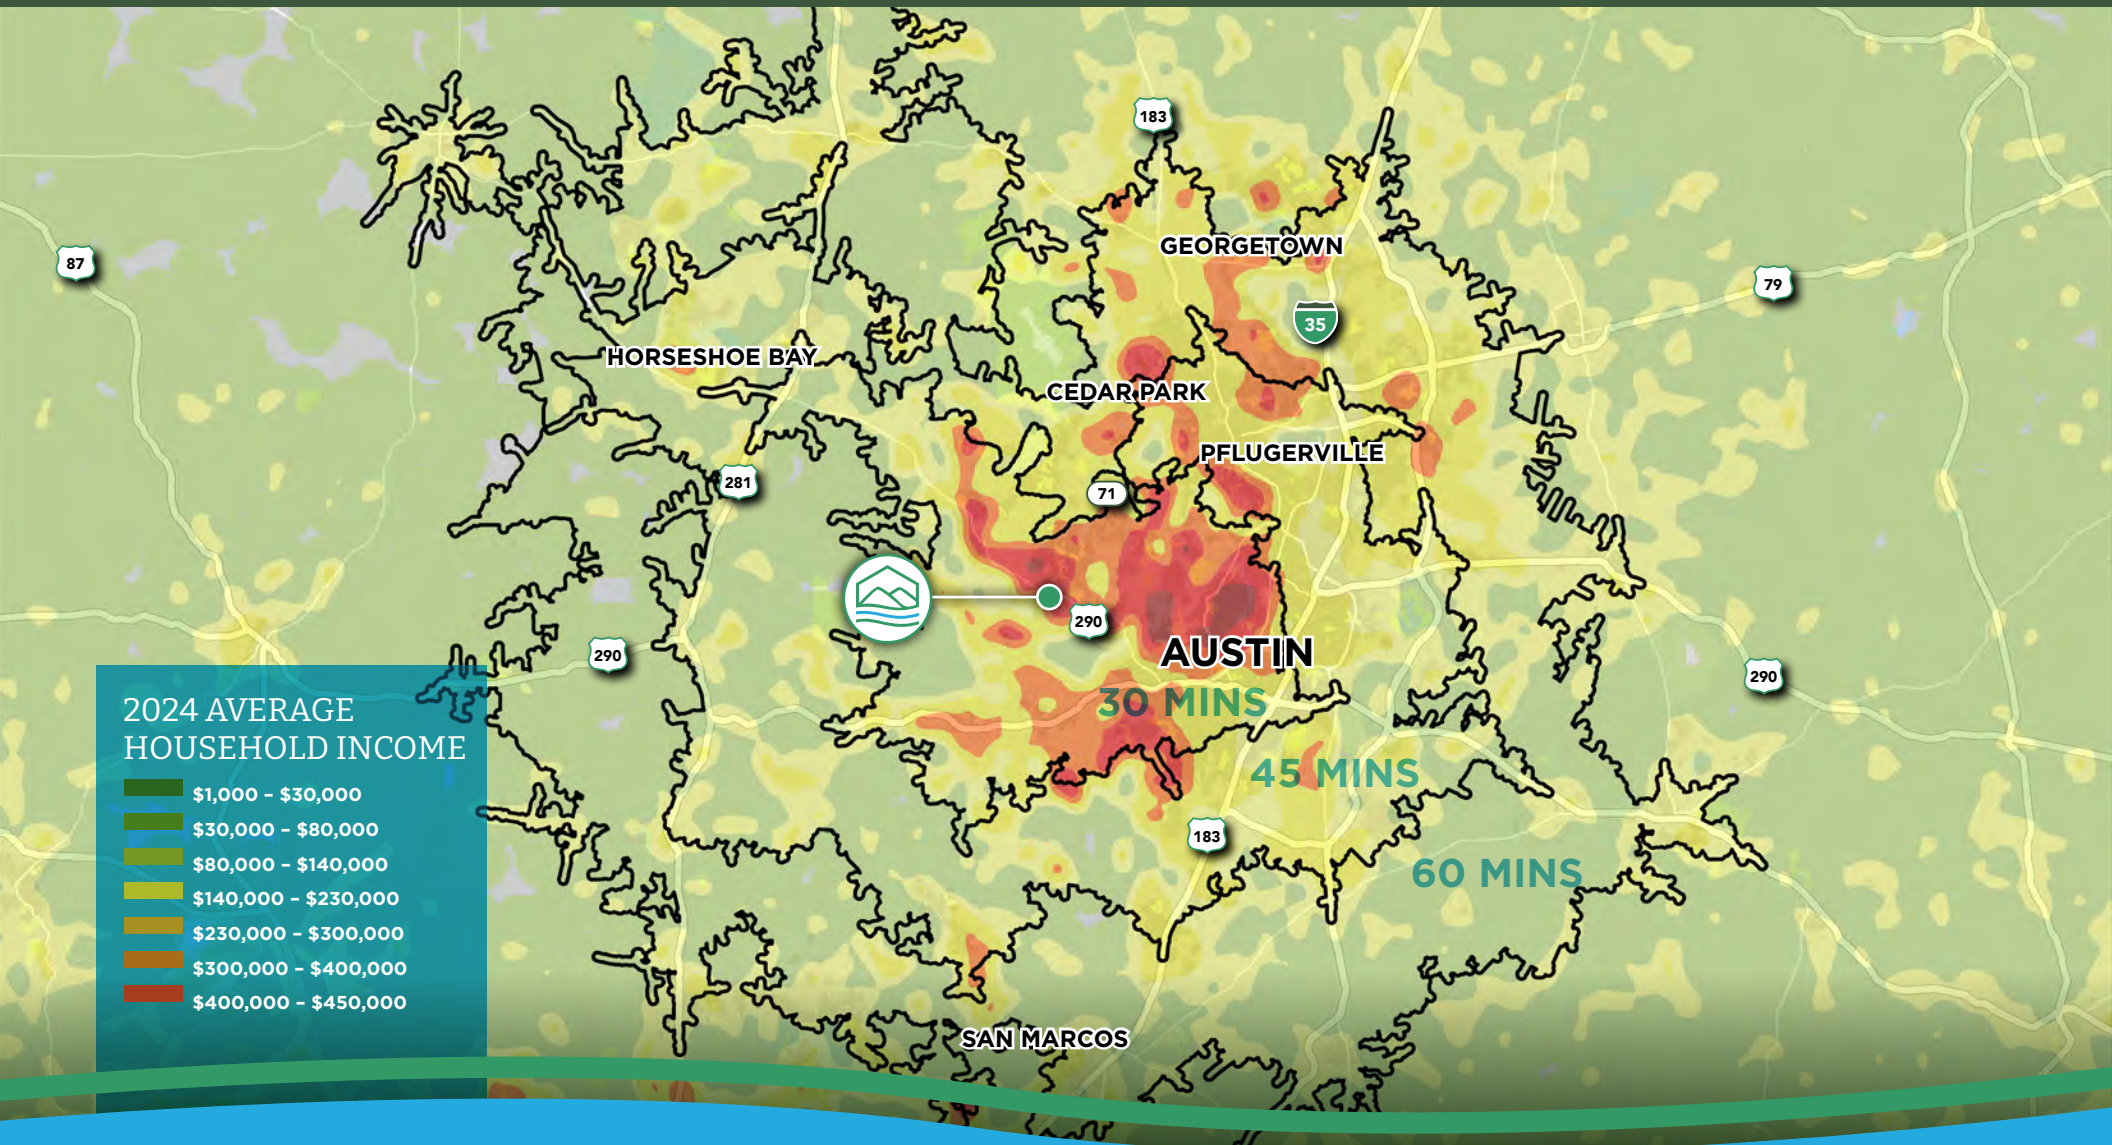 183
87
GEORGETOWN
79
35
HORSESHOE BAY
CEDAR PARK
PFLUGERVILLE
281
71
290
AUSTIN
290
290
30 MINS
45 MINS
183
60 MINS
SAN MARCOS
2024 AVERAGE
HOUSEHOLD INCOME
$1,000 – $30,000
$30,000 – $80,000
$80,000 – $140,000
$140,000 – $230,000
$230,000 – $300,000
$300,000 – $400,000
$400,000 – $450,000